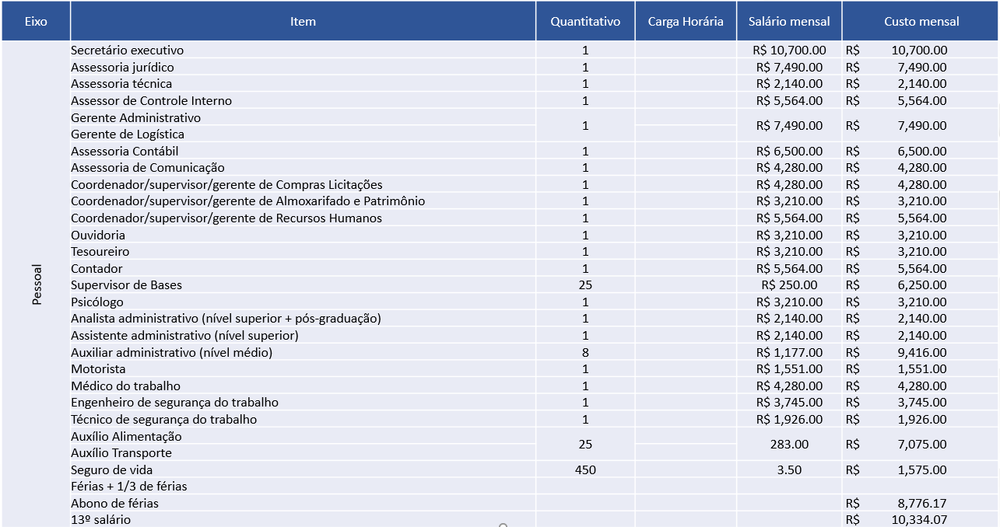 Eixo Item Quantitativo Carga Horária Salário mensal Custo mensal
Pessoal
Secretário executivo 1 R$ 10,700.00 R$ 10,700.00
Assessoria jurídico 1 R$ 7,490.00 R$ 7,490.00
Assessoria técnica 1 R$ 2,140.00 R$ 2,140.00
Assessor de Controle Interno 1 R$ 5,564.00 R$ 5,564.00
Gerente Administrativo
1 R$ 7,490.00 R$ 7,490.00
Gerente de Logística
Assessoria Contábil 1 R$ 6,500.00 R$ 6,500.00
Assessoria de Comunicação 1 R$ 4,280.00 R$ 4,280.00
Coordenador/supervisor/gerente de Compras Licitações 1 R$ 4,280.00 R$ 4,280.00
Coordenador/supervisor/gerente de Almoxarifado e Patrimônio 1 R$ 3,210.00 R$ 3,210.00
Coordenador/supervisor/gerente de Recursos Humanos 1 R$ 5,564.00 R$ 5,564.00
Ouvidoria 1 R$ 3,210.00 R$ 3,210.00
Tesoureiro 1 R$ 3,210.00 R$ 3,210.00
Contador 1 R$ 5,564.00 R$ 5,564.00
Supervisor de Bases 25 R$ 250.00 R$ 6,250.00
Psicólogo 1 R$ 3,210.00 R$ 3,210.00
Analista administrativo (nível superior + pós-graduação) 1 R$ 2,140.00 R$ 2,140.00
Assistente administrativo (nível superior) 1 R$ 2,140.00 R$ 2,140.00
Auxiliar administrativo (nível médio) 8 R$ 1,177.00 R$ 9,416.00
Motorista 1 R$ 1,551.00 R$ 1,551.00
Médico do trabalho 1 R$ 4,280.00 R$ 4,280.00
Engenheiro de segurança do trabalho 1 R$ 3,745.00 R$ 3,745.00
Técnico de segurança do trabalho 1 R$ 1,926.00 R$ 1,926.00
Auxílio Alimentação
25 283.00 R$ 7,075.00
Auxílio Transporte
Seguro de vida 450 3.50 R$ 1,575.00
Férias + 1/3 de férias
Abono de férias R$ 8,776.17
13º salário R$ 10,334.07